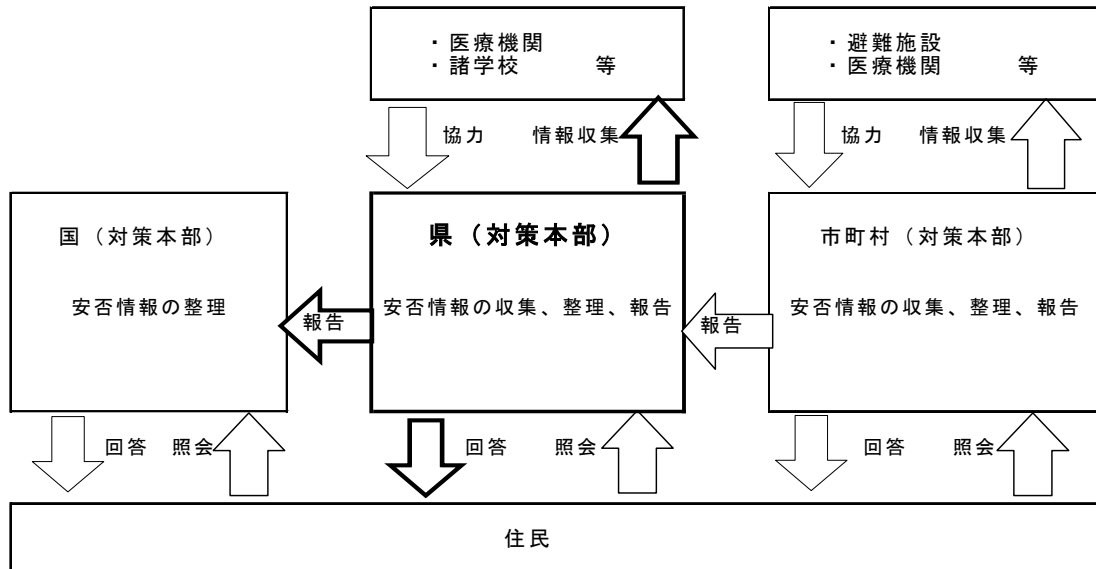 ・医療機関
・諸学校　　等
・避難施設
・医療機関　　等
協力　情報収集
協力　情報収集
国（対策本部）
安否情報の整理
県（対策本部）
安否情報の収集、整理、報告
市町村（対策本部）
安否情報の収集、整理、報告
報告
報告
回答　照会
回答　照会
回答　照会
住民